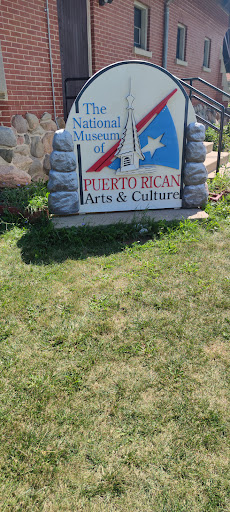 The
National
Museum
of
PUERTO RICAN
Arts & Culture